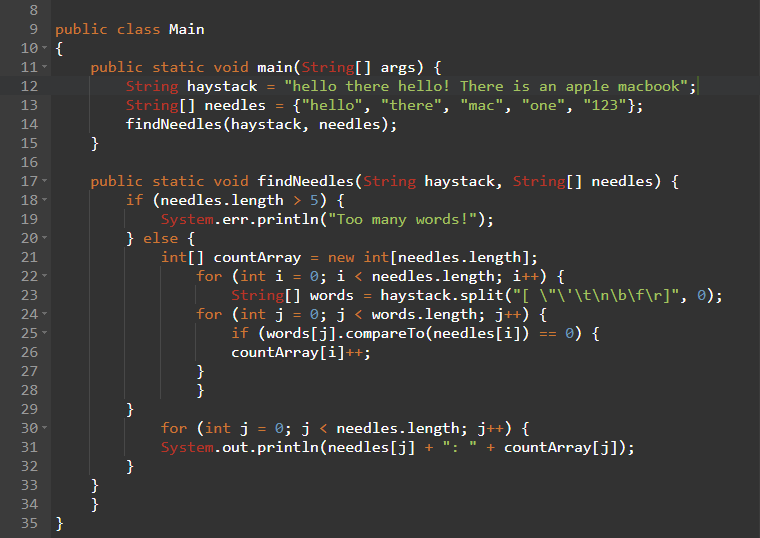 8
9 public class Main
10 {
11 public static void main(String[] args) {
12 String haystack = "hello there hello! There is an apple macbook";
13 String[] needles = {"hello", "there", "mac", "one", "123"};
14 findNeedles(haystack, needles);
15 }
16
17 public static void findNeedles(String haystack, String[] needles) {
18 if (needles.length > 5) {
19 System.err.println("Too many words!");
20 } else {
21 int[] countArray = new int[needles.length];
22 for (int i = 0; i < needles.length; i++) {
23 String[] words = haystack.split("[ \"\'\t\n\b\f\r]", 0);
24 for (int j = 0; j < words.length; j++) {
25 if (words[j].compareTo(needles[i]) == 0) {
26 countArray[i]++;
27 }
28 }
29 }
30 for (int j = 0; j < needles.length; j++) {
31 System.out.println(needles[j] + ": " + countArray[j]);
32 }
33 }
34 }
35 }